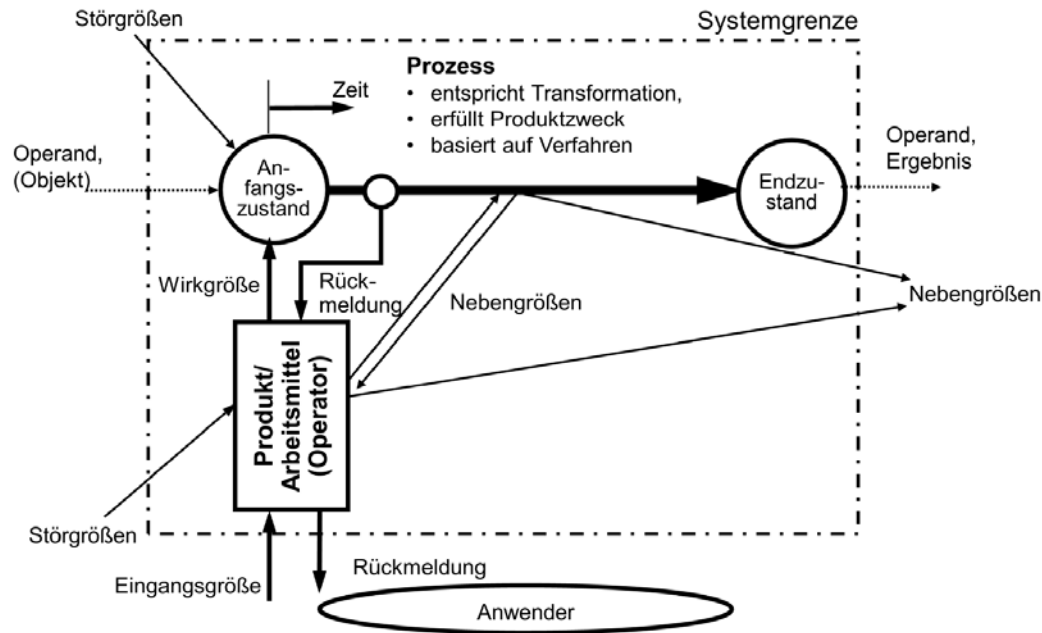 Störgrößen
Systemgrenze
Prozess
• entspricht Transformation,
• erfüllt Produktzweck
• basiert auf Verfahren
Zeit
Operand,
(Objekt)
An-
fangs-
zustand
Endzu-
stand
Operand,
Ergebnis
Wirkgröße
Rück-
meldung
Nebengrößen
Nebengrößen
Produkt/
Arbeitsmittel
(Operator)
Störgrößen
Eingangsgröße
Rückmeldung
Anwender